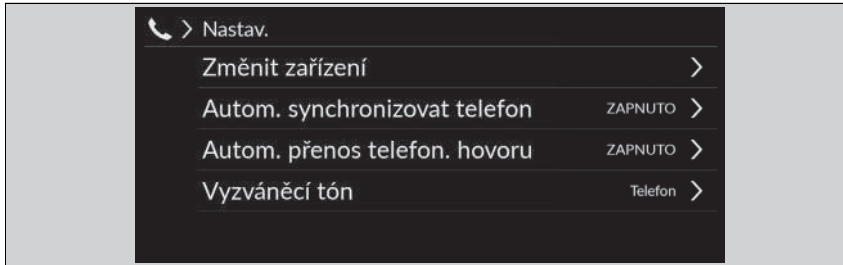 Nastav.
Změnit zařízení
Autom. synchronizovat telefon ZAPNUTO
Autom. přenos telefon. hovoru ZAPNUTO
Vyzváněcí tón Telefon